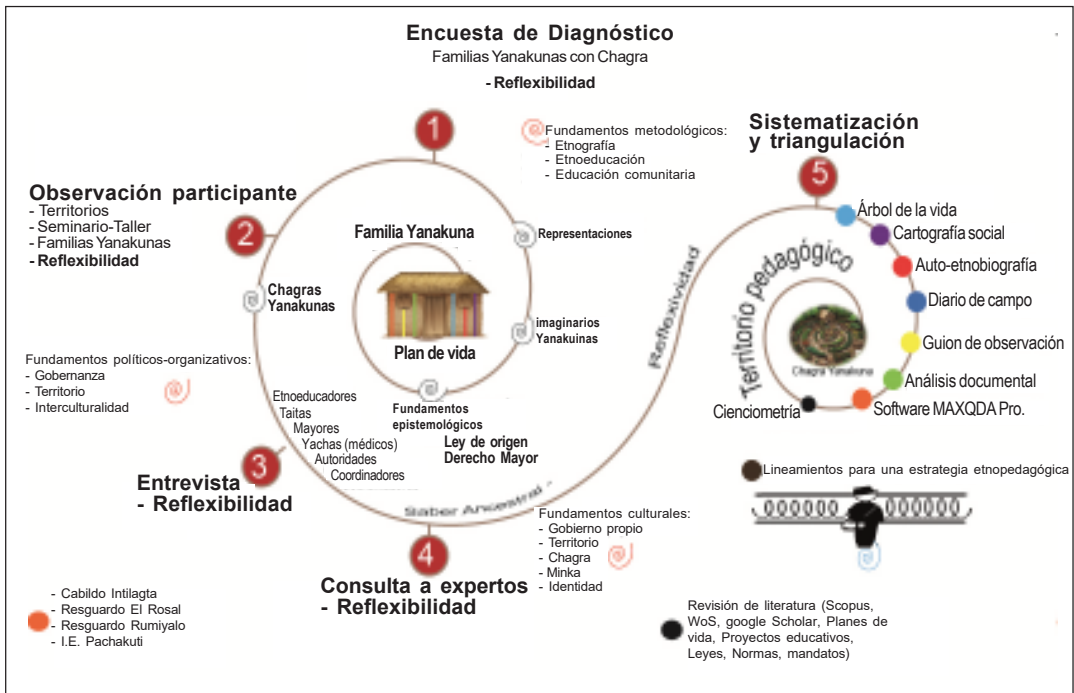 Encuesta de Diagnóstico
Familias Yanakunas con Chagra
- Reflexibilidad
1
Fundamentos metodológicos:
- Etnografía
- Etnoeducación
- Educación comunitaria
Sistematización
y triangulación
5
Observación participante
- Territorios
- Seminario-Taller
- Familias Yanakunas
- Reflexibilidad
2
Familia Yanakuna
Representaciones
Chagras
Yanakunas
imaginarios
Yanakuinas
Plan de vida
Fundamentos políticos-organizativos:
- Gobernanza
- Territorio
- Interculturalidad
Etnoeducadores
Taitas
Mayores
Yachas (médicos)
Autoridades
Coordinadores
Fundamentos
epistemológicos
Ley de origen
Derecho Mayor
3
Entrevista
- Reflexibilidad
Saber Ancestral -
Reflexividad
4
Consulta a expertos
- Reflexibilidad
Fundamentos culturales:
- Gobierno propio
- Territorio
- Chagra
- Minka
- Identidad
Árbol de la vida
Cartografía social
Auto-etnobiografía
Diario de campo
Guion de observación
Análisis documental
Software MAXQDA Pro.
Cienciometría
Territorio pedagógico
Chagra Yanakuna
Lineamientos para una estrategia etnopedagógica
- Cabildo Intilagta
- Resguardo El Rosal
- Resguardo Rumiyalo
- I.E. Pachakuti
Revisión de literatura (Scopus,
WoS, google Scholar, Planes de
vida, Proyectos educativos,
Leyes, Normas, mandatos)